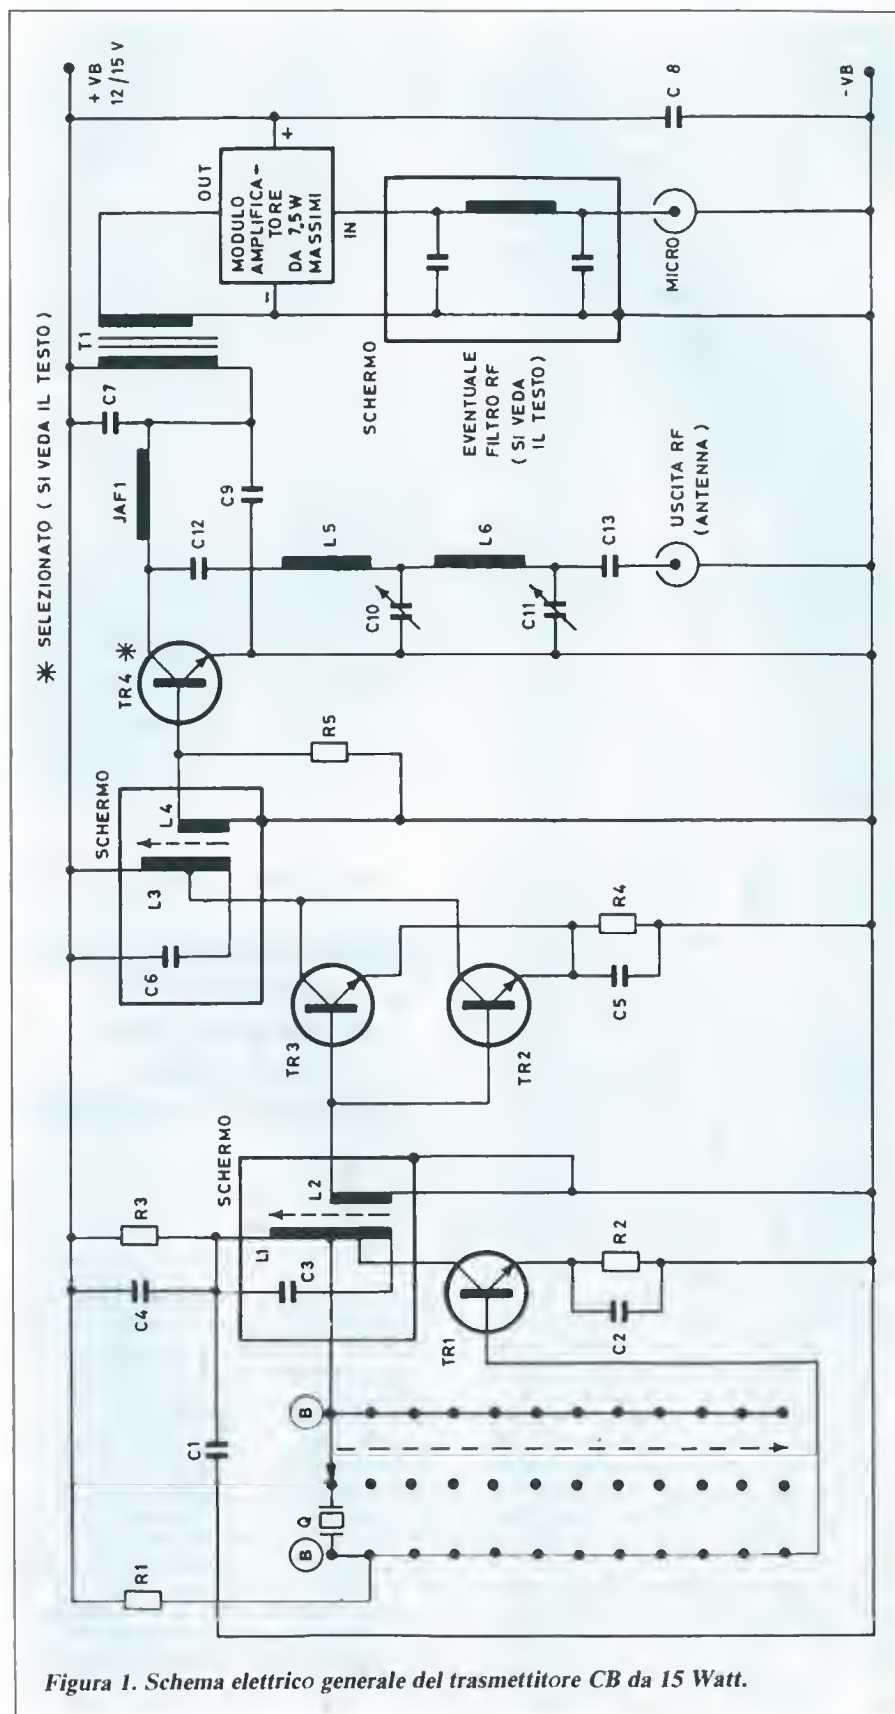 ✱ SELEZIONATO ( SI VEDA IL TESTO )
+ VB
12/15 V
- VB
R1
C1
C4
R3
SCHERMO
L1
L2
C3
B
Q
B
TR1
C2
R2
SCHERMO
C6
L3
L4
TR3
TR2
C5
R4
R5
TR4
✱
JAF1
C7
T1
C12
C9
L5
C10
L6
C11
C13
USCITA RF
(ANTENNA)
OUT
MODULO
AMPLIFICA-
TORE
DA 7,5W
MASSIMI
+
-
IN
SCHERMO
EVENTUALE
FILTRO RF
( SI VEDA
IL TESTO )
MICRO
C 8
Figura 1. Schema elettrico generale del trasmettitore CB da 15 Watt.